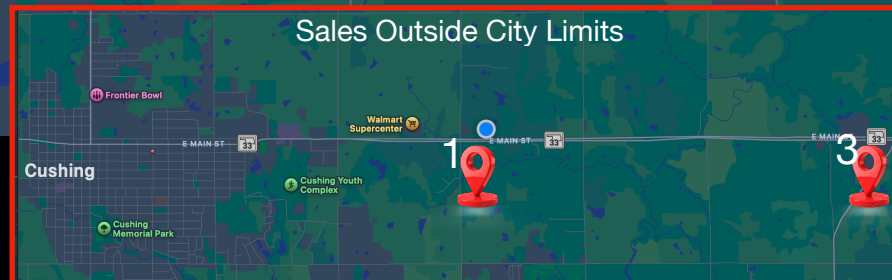 Sales Outside City Limits
Frontier Bowl
Walmart
Supercenter
E MAIN ST
33
1
E MAIN ST
33
E MAIN
33
3
Cushing
Cushing Youth
Complex
Cushing
Memorial Park